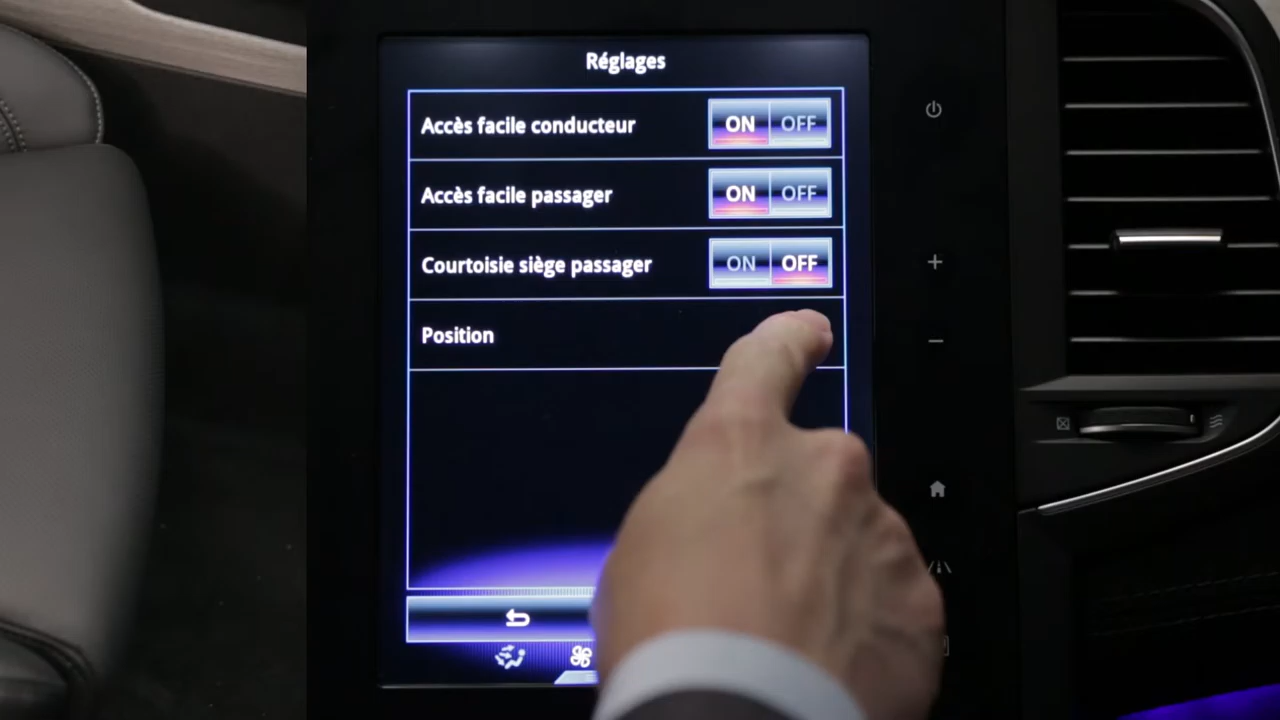 Réglages
Accès facile conducteur ON OFF
Accès facile passager ON OFF
Courtoisie siège passager ON OFF
Position